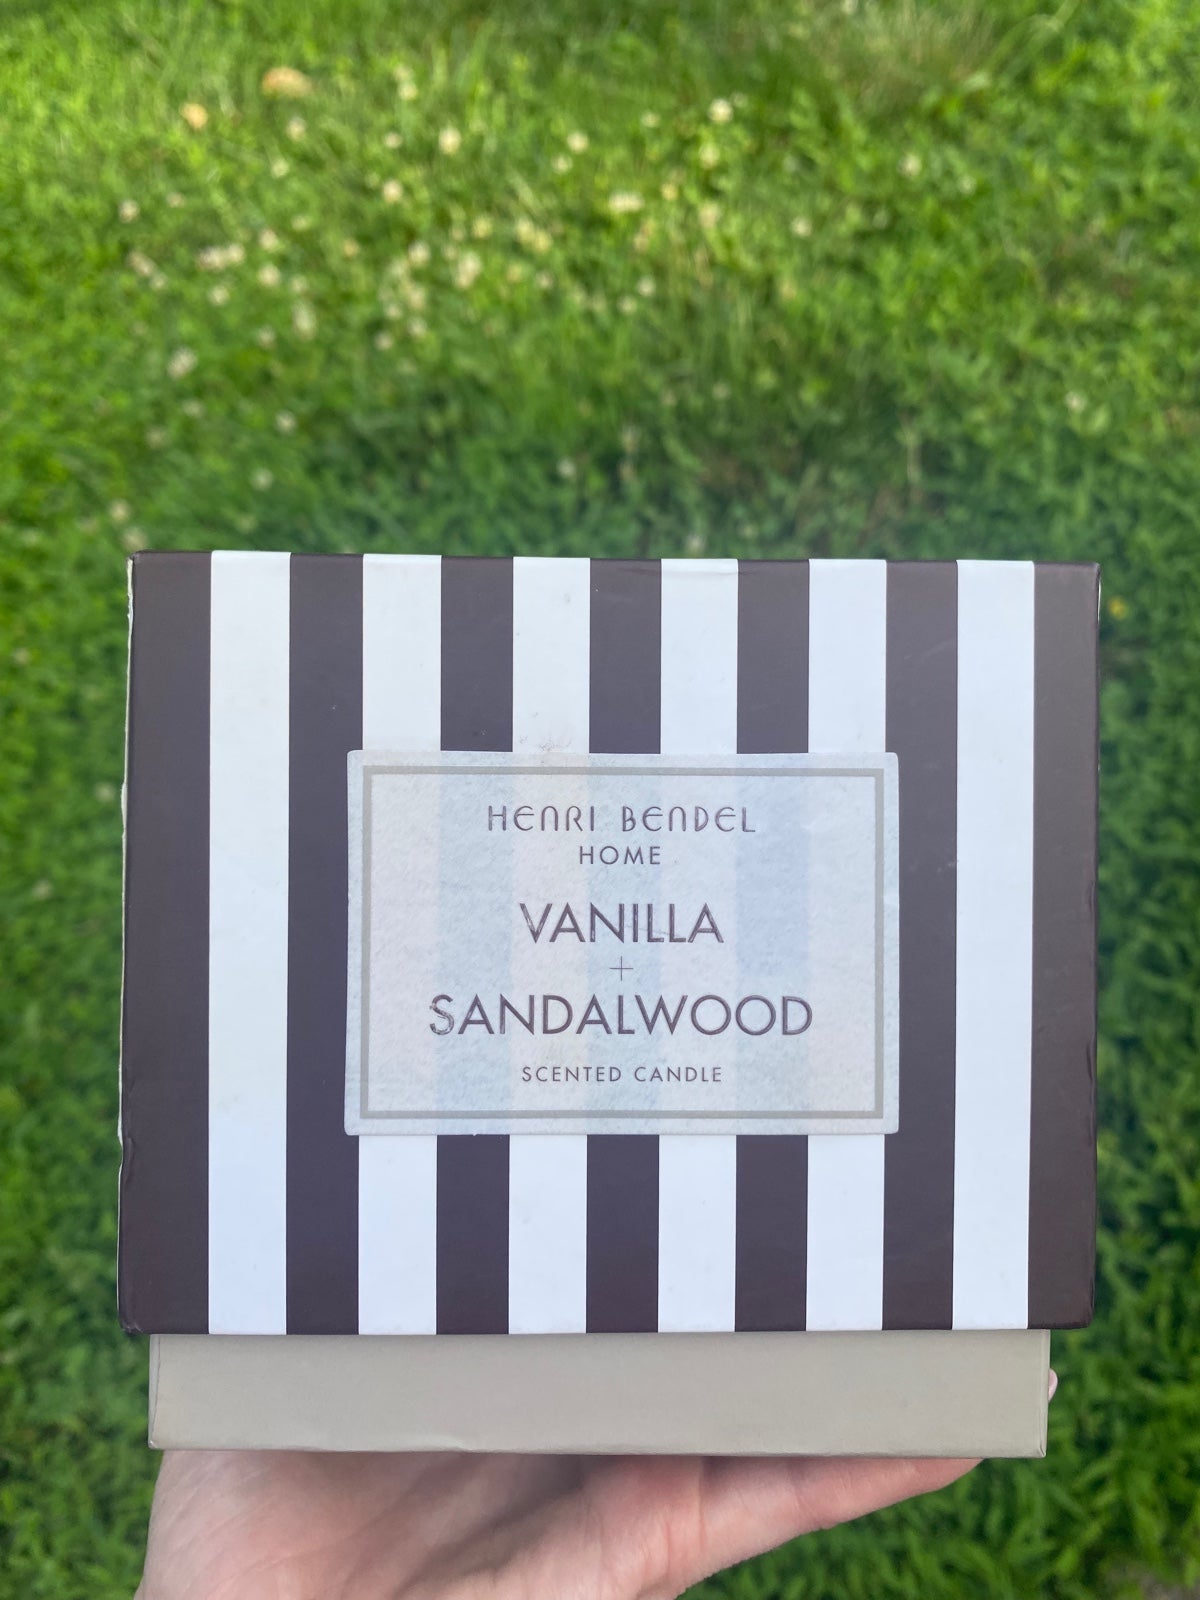 HENRI BENDEL
HOME
VANILLA
+
SANDALWOOD
SCENTED CANDLE